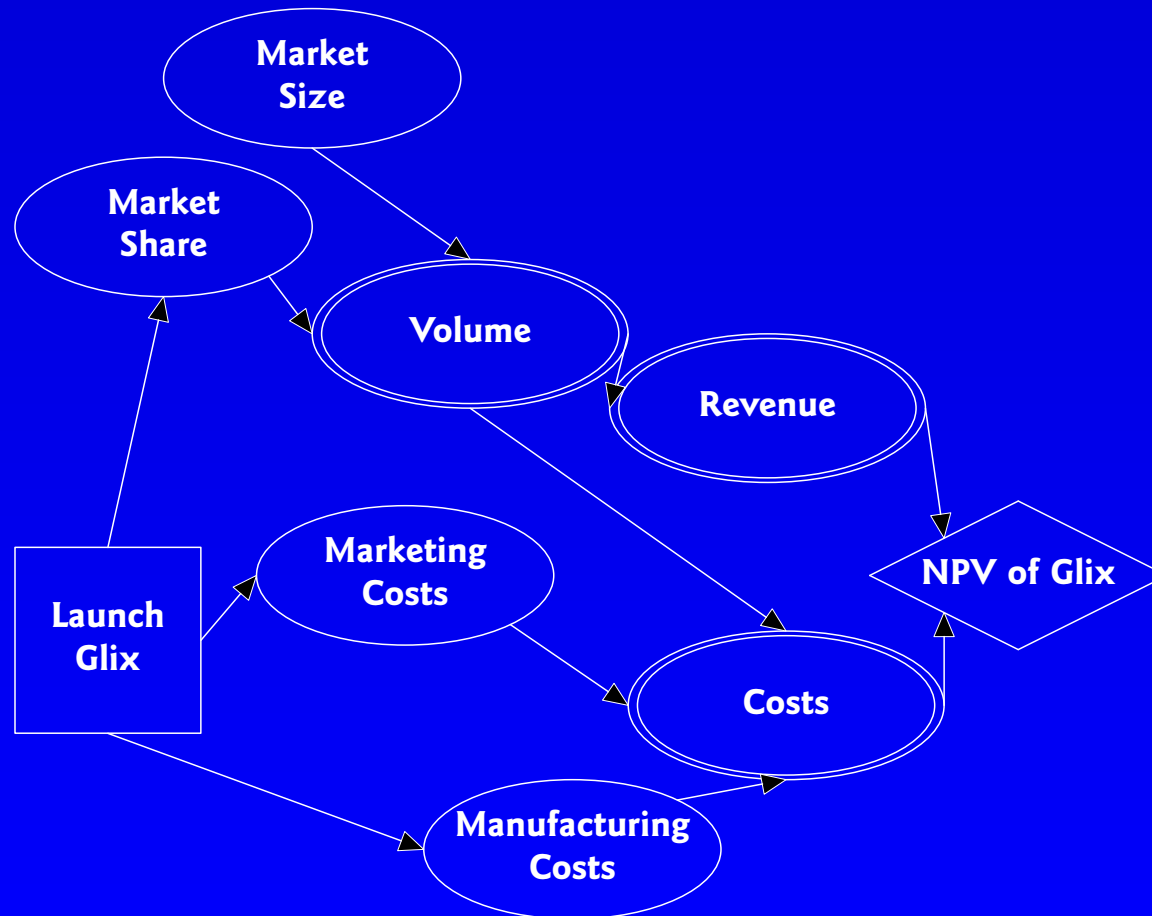 Market
Size
Market
Share
Volume
Revenue
Marketing
Costs
NPV of Glix
Launch
Glix
Costs
Manufacturing
Costs